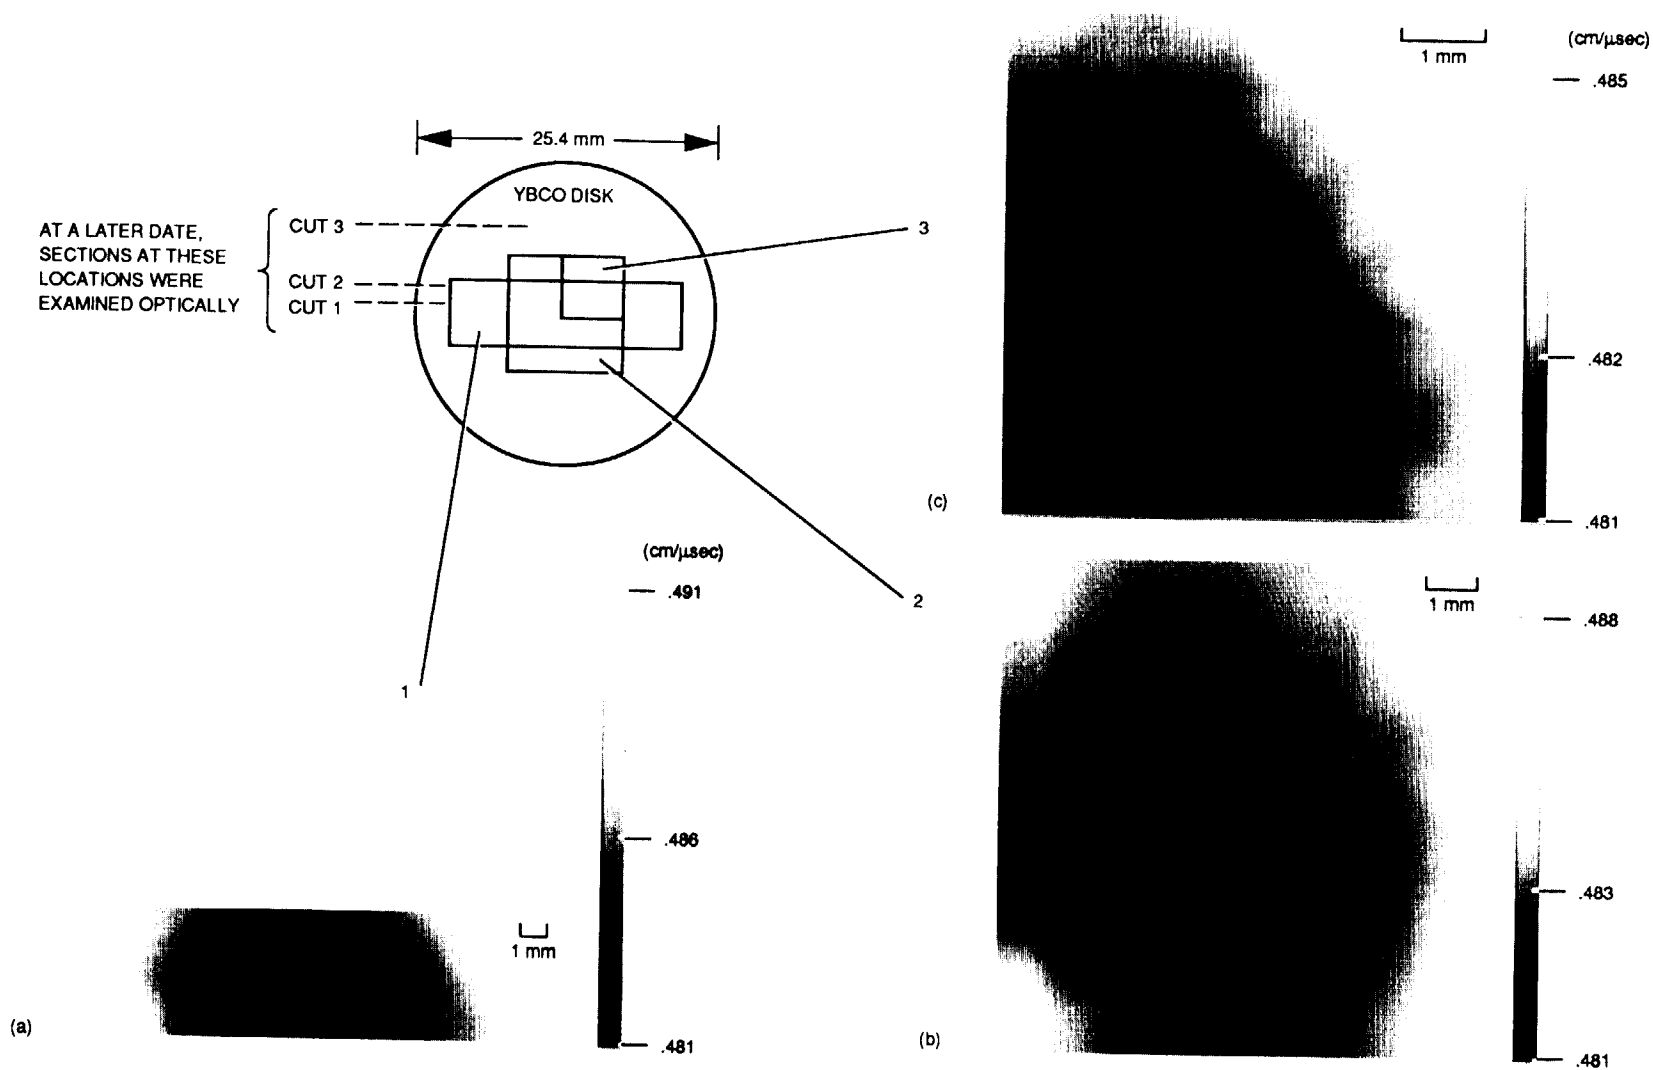 25.4 mm
YBCO DISK
AT A LATER DATE,
SECTIONS AT THESE
LOCATIONS WERE
EXAMINED OPTICALLY
CUT 3
CUT 2
CUT 1
3
2
1
(cm/μsec)
.491
.486
.481
1 mm
(a)
1 mm
(cm/μsec)
.485
.482
.481
(c)
1 mm
.488
.483
.481
(b)